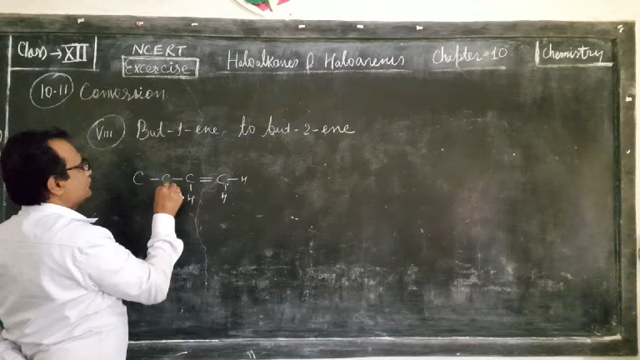 Class → XII NCERT Haloalkanes & Haloarenes Chapter-10 Chemistry
excercise
10.11 Conversion
VIII But-1-ene, to but-2-ene
C – C – C = C – H
H H